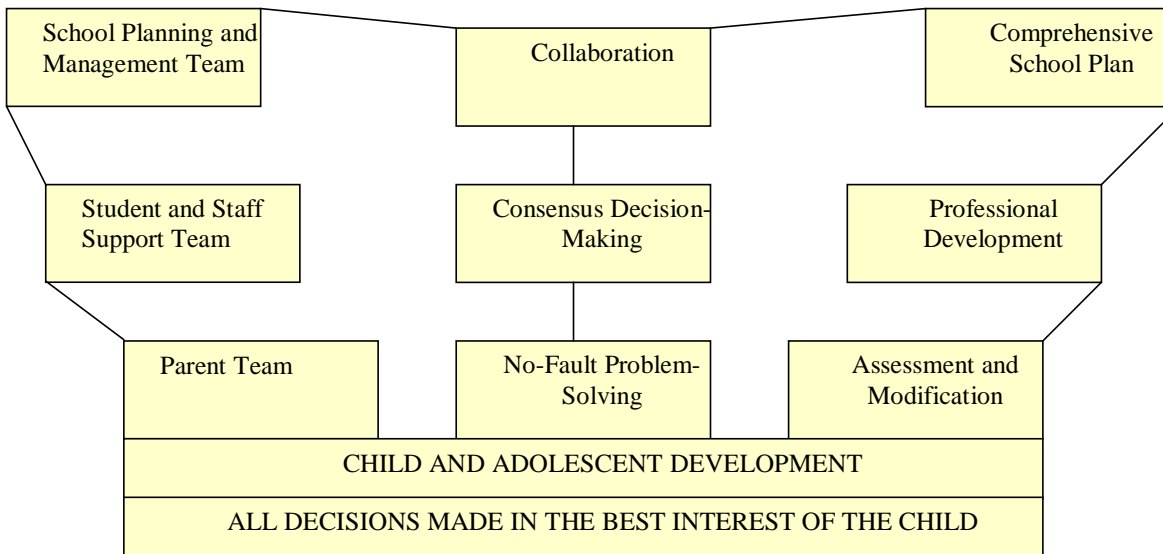 School Planning and
Management Team
Collaboration
Comprehensive
School Plan
Student and Staff
Support Team
Consensus Decision-
Making
Professional
Development
Parent Team
No-Fault Problem-
Solving
Assessment and
Modification
CHILD AND ADOLESCENT DEVELOPMENT
ALL DECISIONS MADE IN THE BEST INTEREST OF THE CHILD